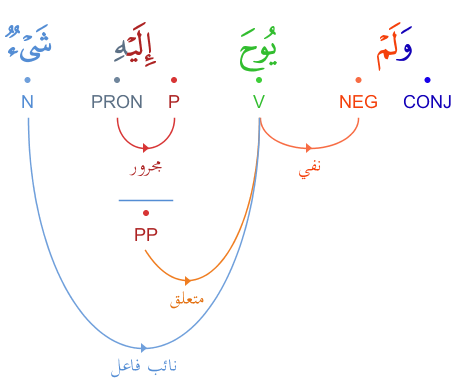 وَلَمْ يُوحَ إِلَيْهِ شَىْءٌ
CONJ NEG V P PRON N
مجرور
نفي
PP
متعلق
نائب فاعل